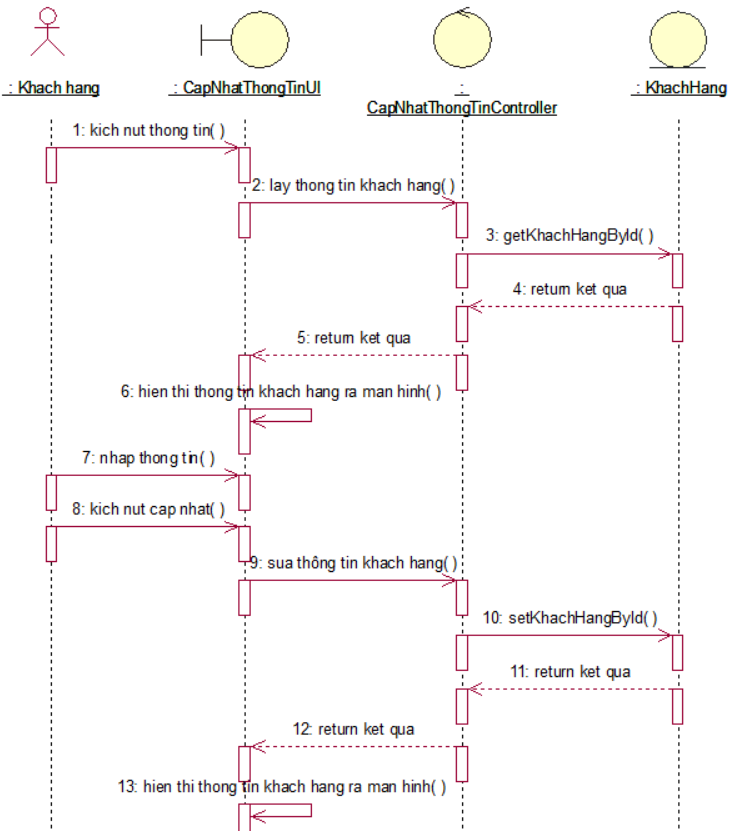 : Khach hang
: CapNhatThongTinUI
:
CapNhatThongTinController
: KhachHang
1: kich nut thong tin( )
2: lay thong tin khach hang( )
3: getKhachHangById( )
4: return ket qua
5: return ket qua
6: hien thi thong tin khach hang ra man hinh( )
7: nhap thong tin( )
8: kich nut cap nhat( )
9: sua thông tin khach hang( )
10: setKhachHangById( )
11: return ket qua
12: return ket qua
13: hien thi thong tin khach hang ra man hinh( )